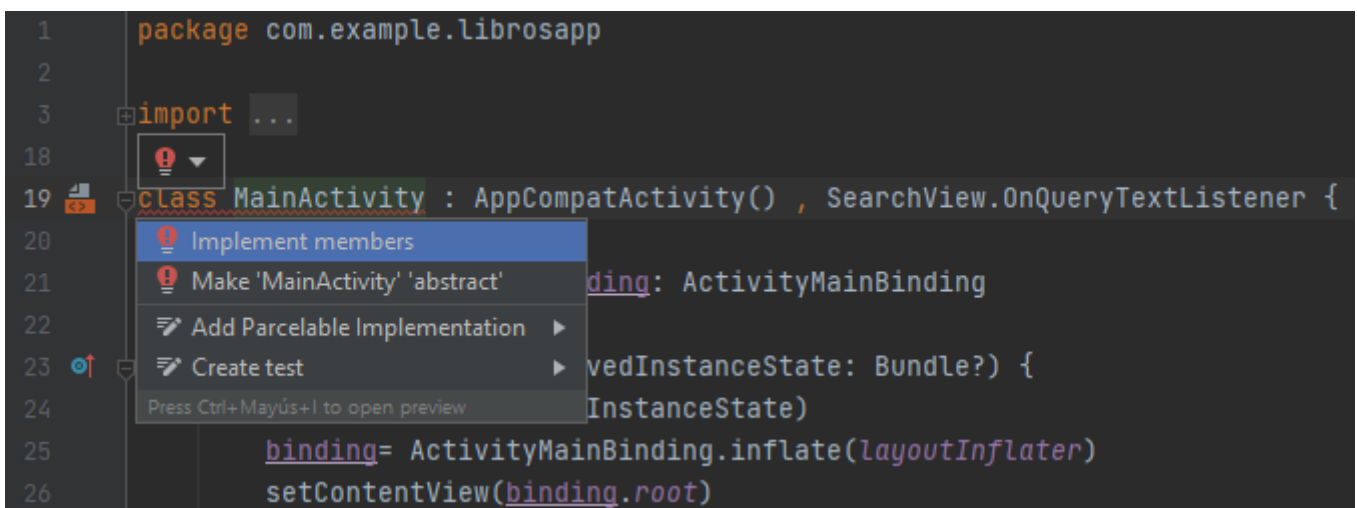 1 package com.example.librosapp
2
3 import ...
18
19 class MainActivity : AppCompatActivity() , SearchView.OnQueryTextListener {
20 Implement members
21 Make 'MainActivity' 'abstract' ding: ActivityMainBinding
22 Add Parcelable Implementation
23 Create test vedInstanceState: Bundle?) {
24 Press Ctrl+Mayús+I to open preview InstanceState)
25 binding= ActivityMainBinding.inflate(layoutInflater)
26 setContentView(binding.root)